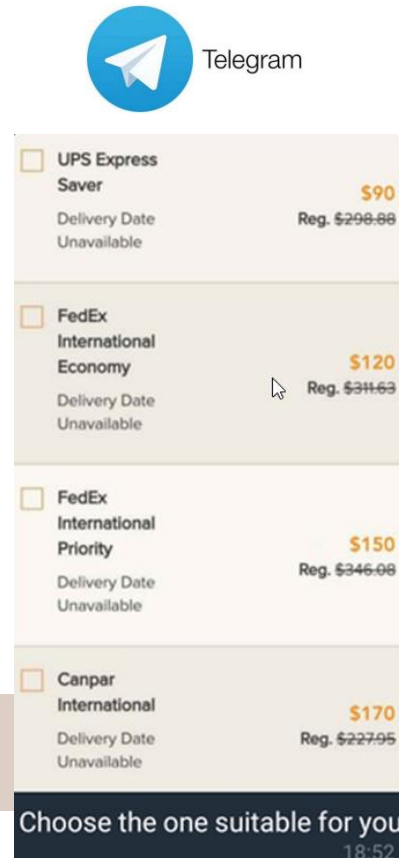 Telegram
UPS Express
Saver
$90
Delivery Date
Reg. $298.88
Unavailable
FedEx
International
Economy
$120
Reg. $311.63
Delivery Date
Unavailable
FedEx
International
Priority
$150
Reg. $346.08
Delivery Date
Unavailable
Canpar
International
$170
Delivery Date
Reg. $227.95
Unavailable
Choose the one suitable for you
18:52